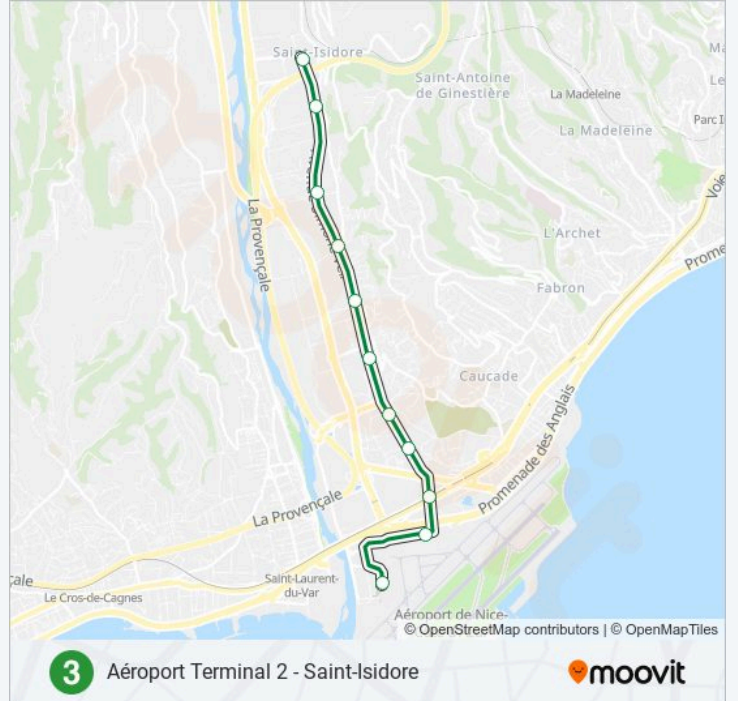 Saint-Isidore
Saint-Antoine
de Ginestière
La Madeleine
La Madeleine
Parc I
La Provençale
L'Archet
Voie
Prome
Fabron
Caucade
Promenade des Anglais
La Provençale
Saint-Laurent-
du-Var
Le Cros-de-Cagnes
Aéroport de Nice-
© OpenStreetMap contributors | © OpenMapTiles
3
Aéroport Terminal 2 - Saint-Isidore
moovit